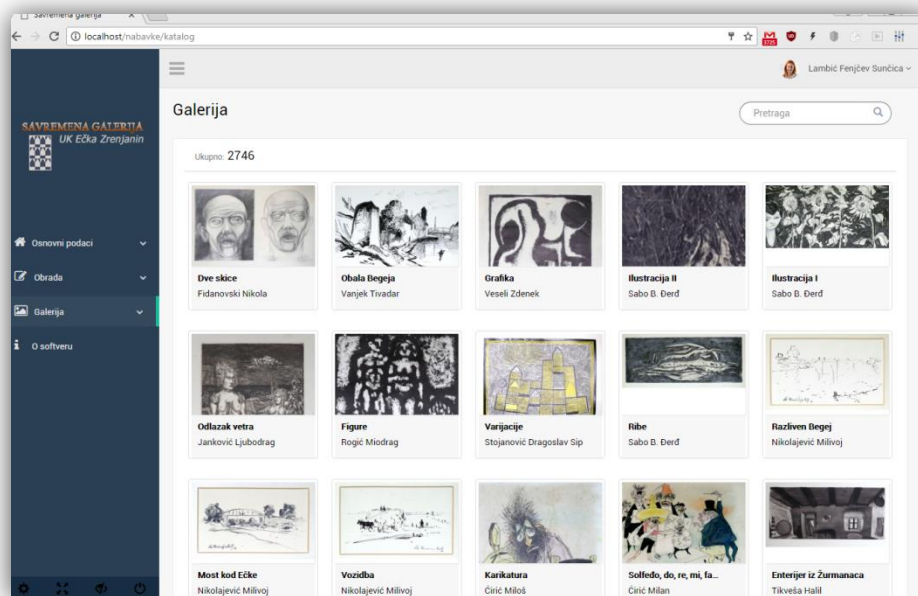 Savremena galerija
localhost/nabavke/katalog
3725
Lambić Fenjčev Sunčica
SAVREMENA GALERIJA
UK Ečka Zrenjanin
Galerija
Pretraga
Ukupno: 2746
Osnovni podaci
Obrada
Galerija
O softveru
Dve skice
Fidanovski Nikola
Obala Begeja
Vanjek Tivadar
Grafika
Veseli Zdenek
Ilustracija II
Sabo B. Đerđ
Ilustracija I
Sabo B. Đerđ
Odlazak vetra
Janković Ljubodrag
Figure
Rogić Miodrag
Varijacije
Stojanović Dragoslav Sip
Ribe
Sabo B. Đerđ
Razliven Begej
Nikolajević Milivoj
Most kod Ečke
Nikolajević Milivoj
Vozidba
Nikolajević Milivoj
Karikatura
Ćirić Miloš
Solfeđo, do, re, mi, fa...
Ćirić Milan
Enterijer iz Žurmanaca
Tikveša Halil